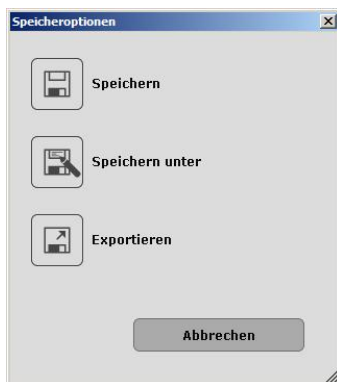 Speicheroptionen
Speichern
Speichern unter
Exportieren
Abbrechen